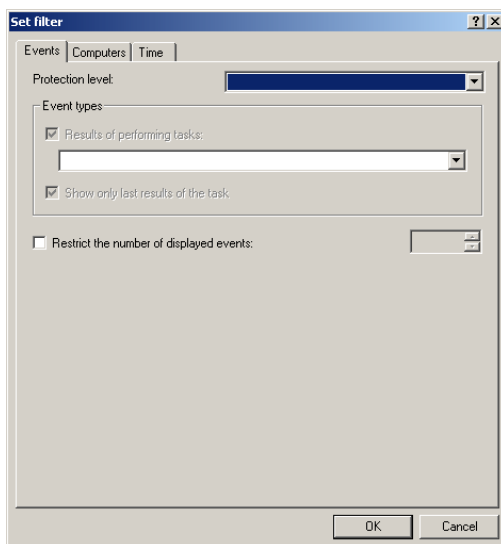 Set filter
Events Computers Time
Protection level:
Event types
Results of performing tasks:
Show only last results of the task
Restrict the number of displayed events:
OK Cancel